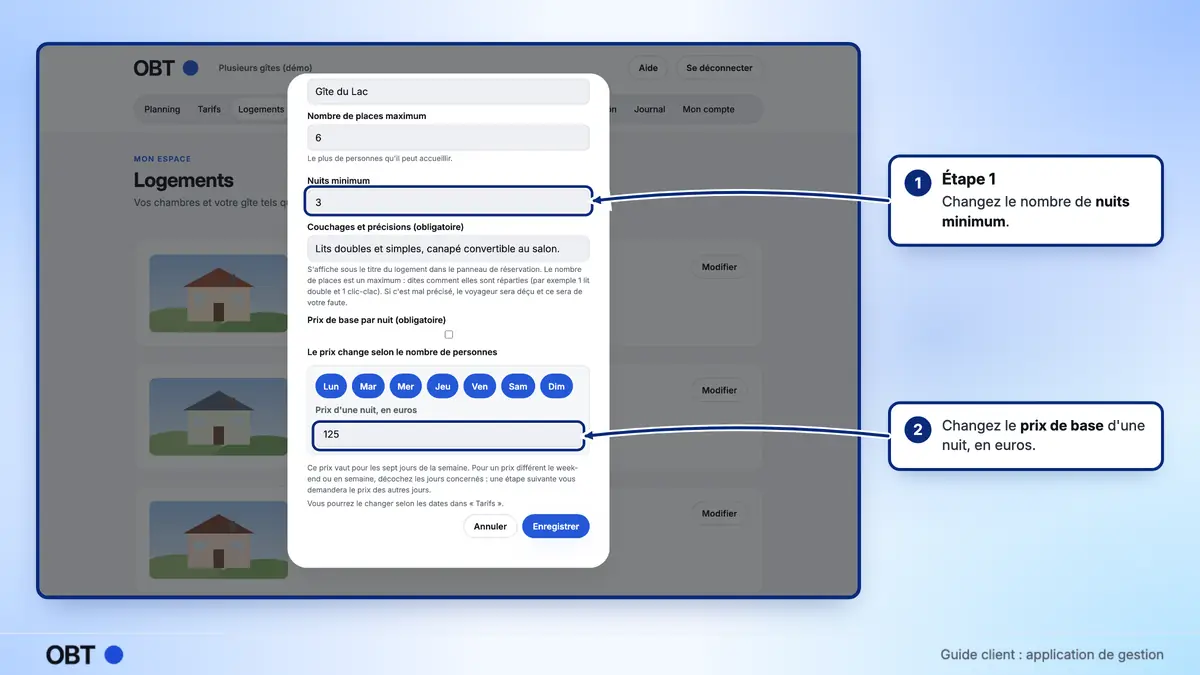 OBT
Plusieurs gîtes (démo)
Aide
Se déconnecter
Planning
Tarifs
Logements
Journal
Mon compte
MON ESPACE
Logements
Vos chambres et votre gîte tels
Modifier
Modifier
Modifier
Gîte du Lac
Nombre de places maximum
6
Le plus de personnes qu'il peut accueillir.
Nuits minimum
3
Couchages et précisions (obligatoire)
Lits doubles et simples, canapé convertible au salon.
S'affiche sous le titre du logement dans le panneau de réservation. Le nombre
de places est un maximum : dites comment elles sont réparties (par exemple 1 lit
double et 1 clic-clac). Si c'est mal précisé, le voyageur sera déçu et ce sera de
votre faute.
Prix de base par nuit (obligatoire)
Le prix change selon le nombre de personnes
Lun Mar Mer Jeu Ven Sam Dim
Prix d'une nuit, en euros
125
Ce prix vaut pour les sept jours de la semaine. Pour un prix différent le week-
end ou en semaine, décochez les jours concernés : une étape suivante vous
demandera le prix des autres jours.
Vous pourrez le changer selon les dates dans « Tarifs ».
Annuler
Enregistrer
1
Étape 1
Changez le nombre de nuits
minimum.
2
Changez le prix de base d'une
nuit, en euros.
OBT
Guide client : application de gestion